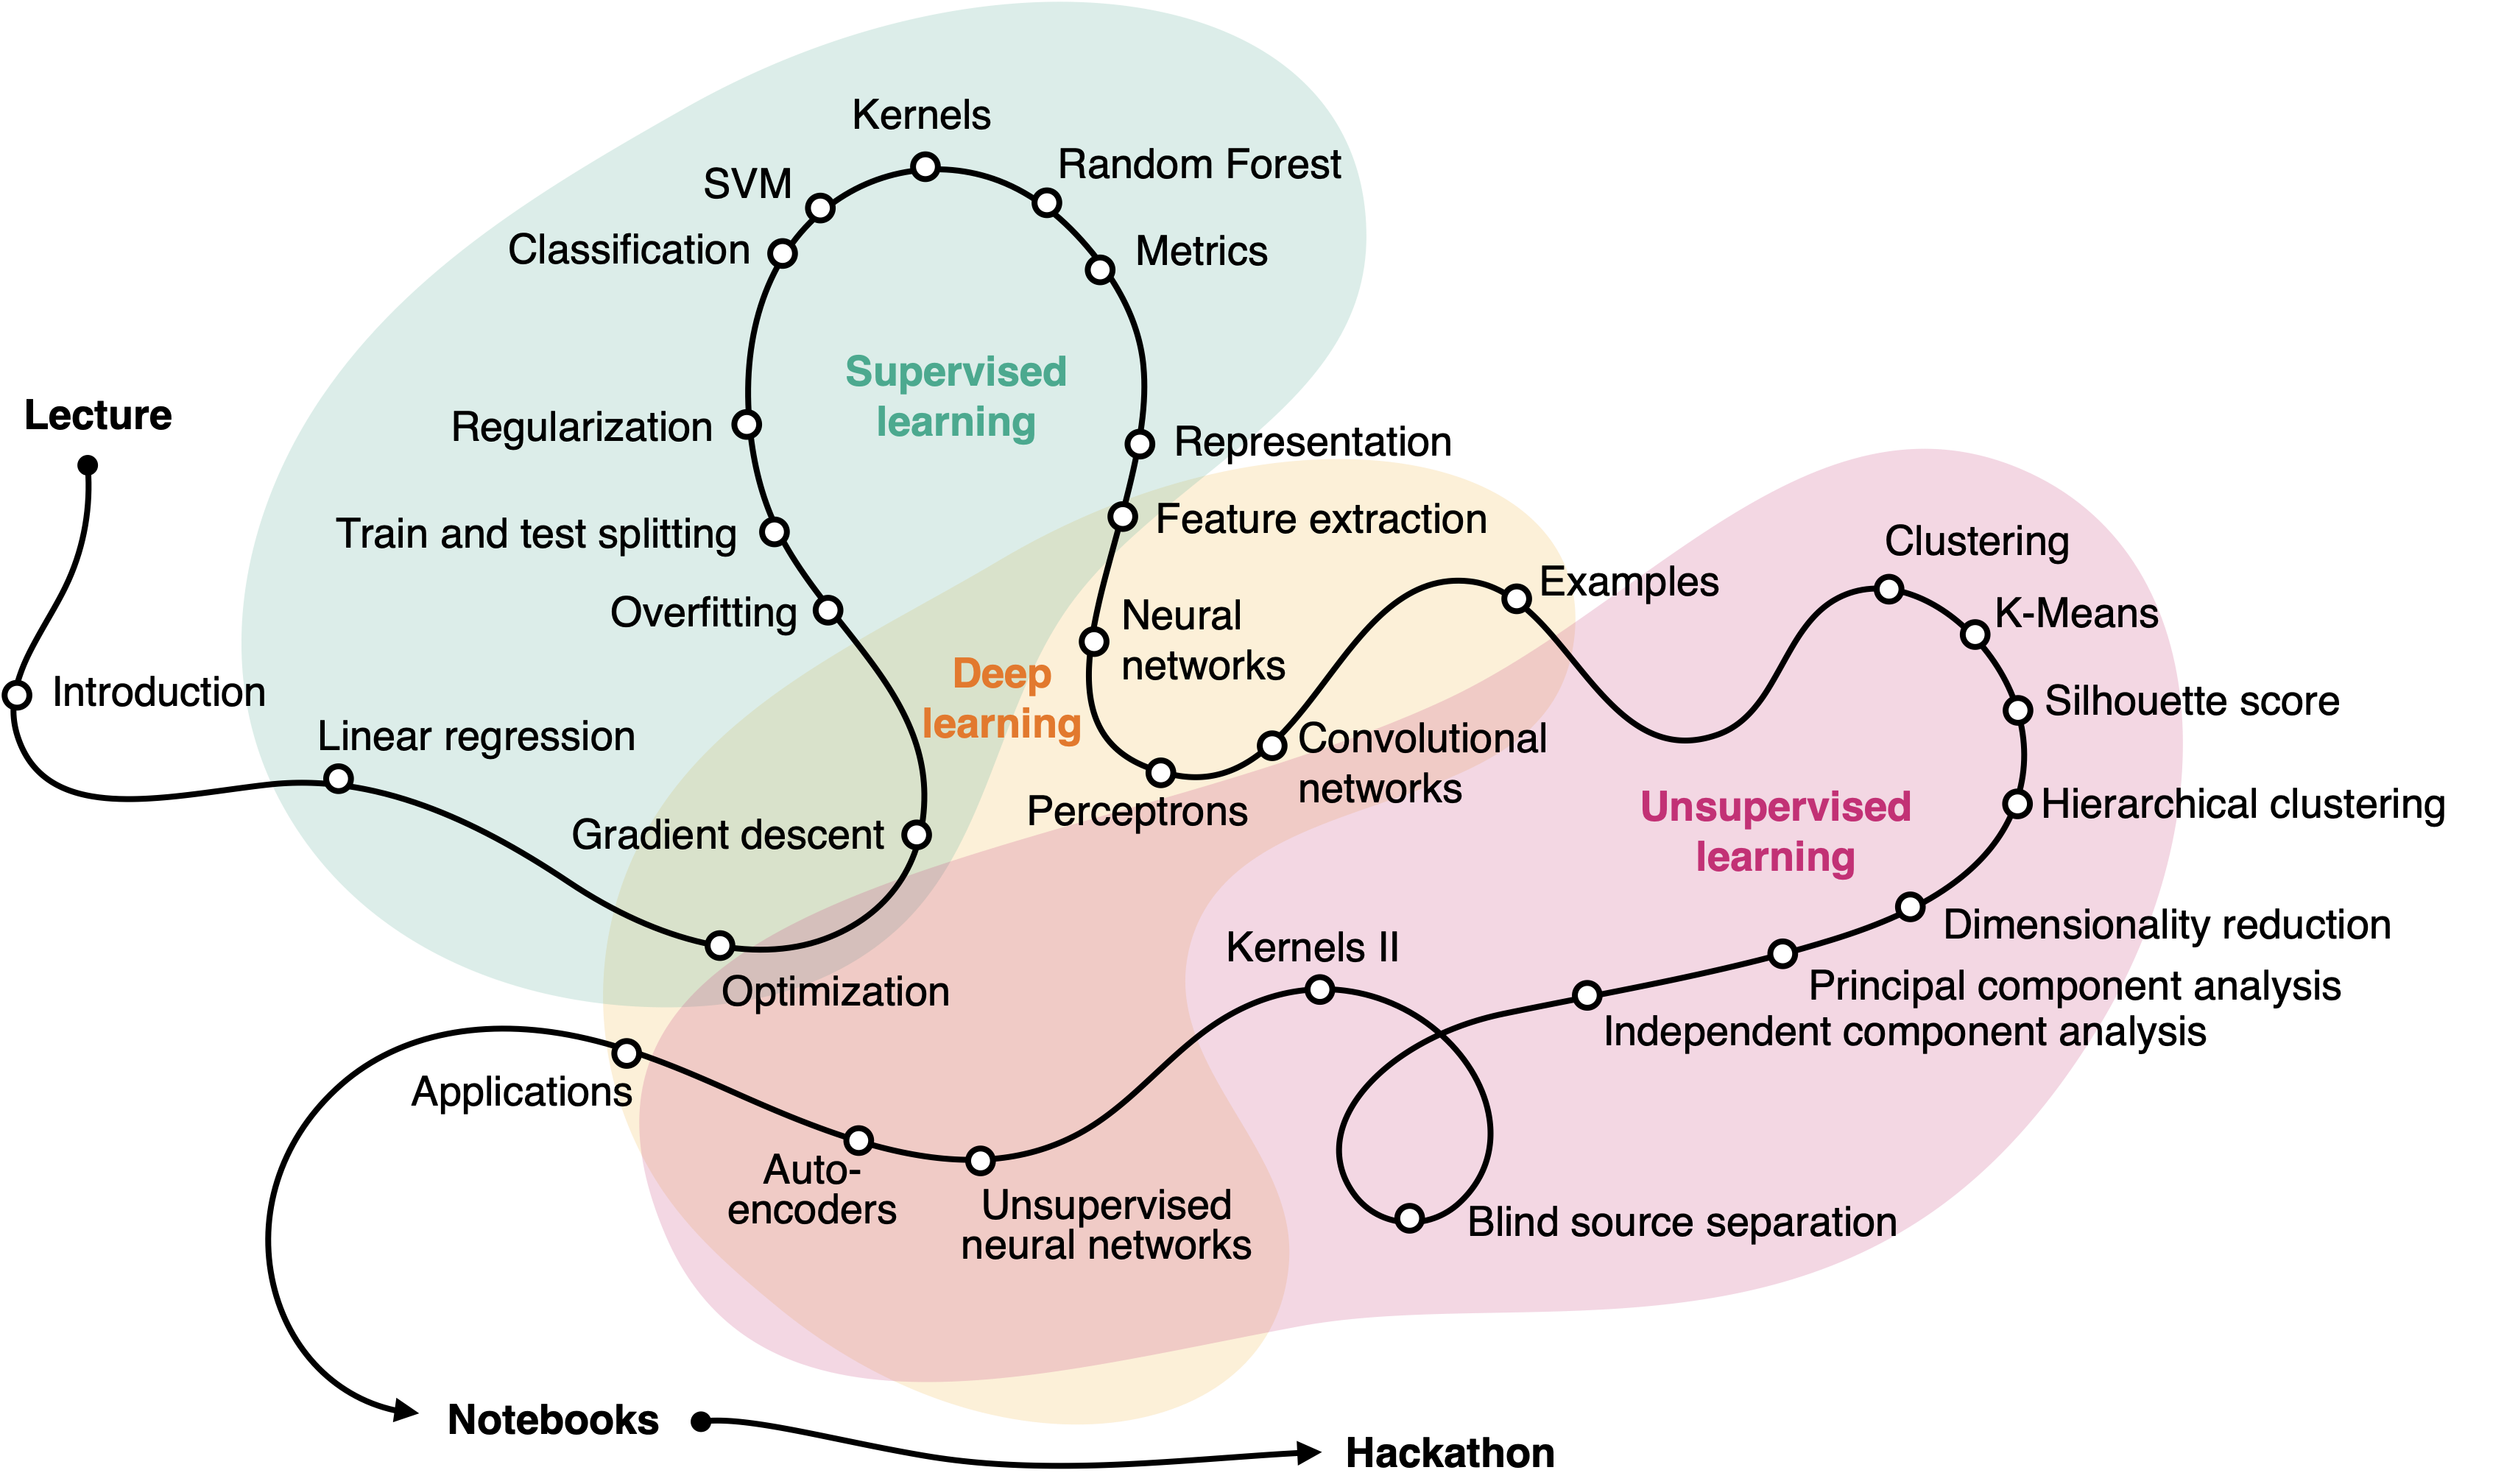 Lecture
Introduction
Linear regression
Optimization
Gradient descent
Overfitting
Train and test splitting
Regularization
Classification
SVM
Kernels
Random Forest
Metrics
Supervised
learning
Representation
Feature extraction
Neural
networks
Deep
learning
Perceptrons
Convolutional
networks
Examples
Clustering
K-Means
Silhouette score
Hierarchical clustering
Unsupervised
learning
Dimensionality reduction
Principal component analysis
Independent component analysis
Blind source separation
Kernels II
Unsupervised
neural networks
Auto-
encoders
Applications
Notebooks
Hackathon